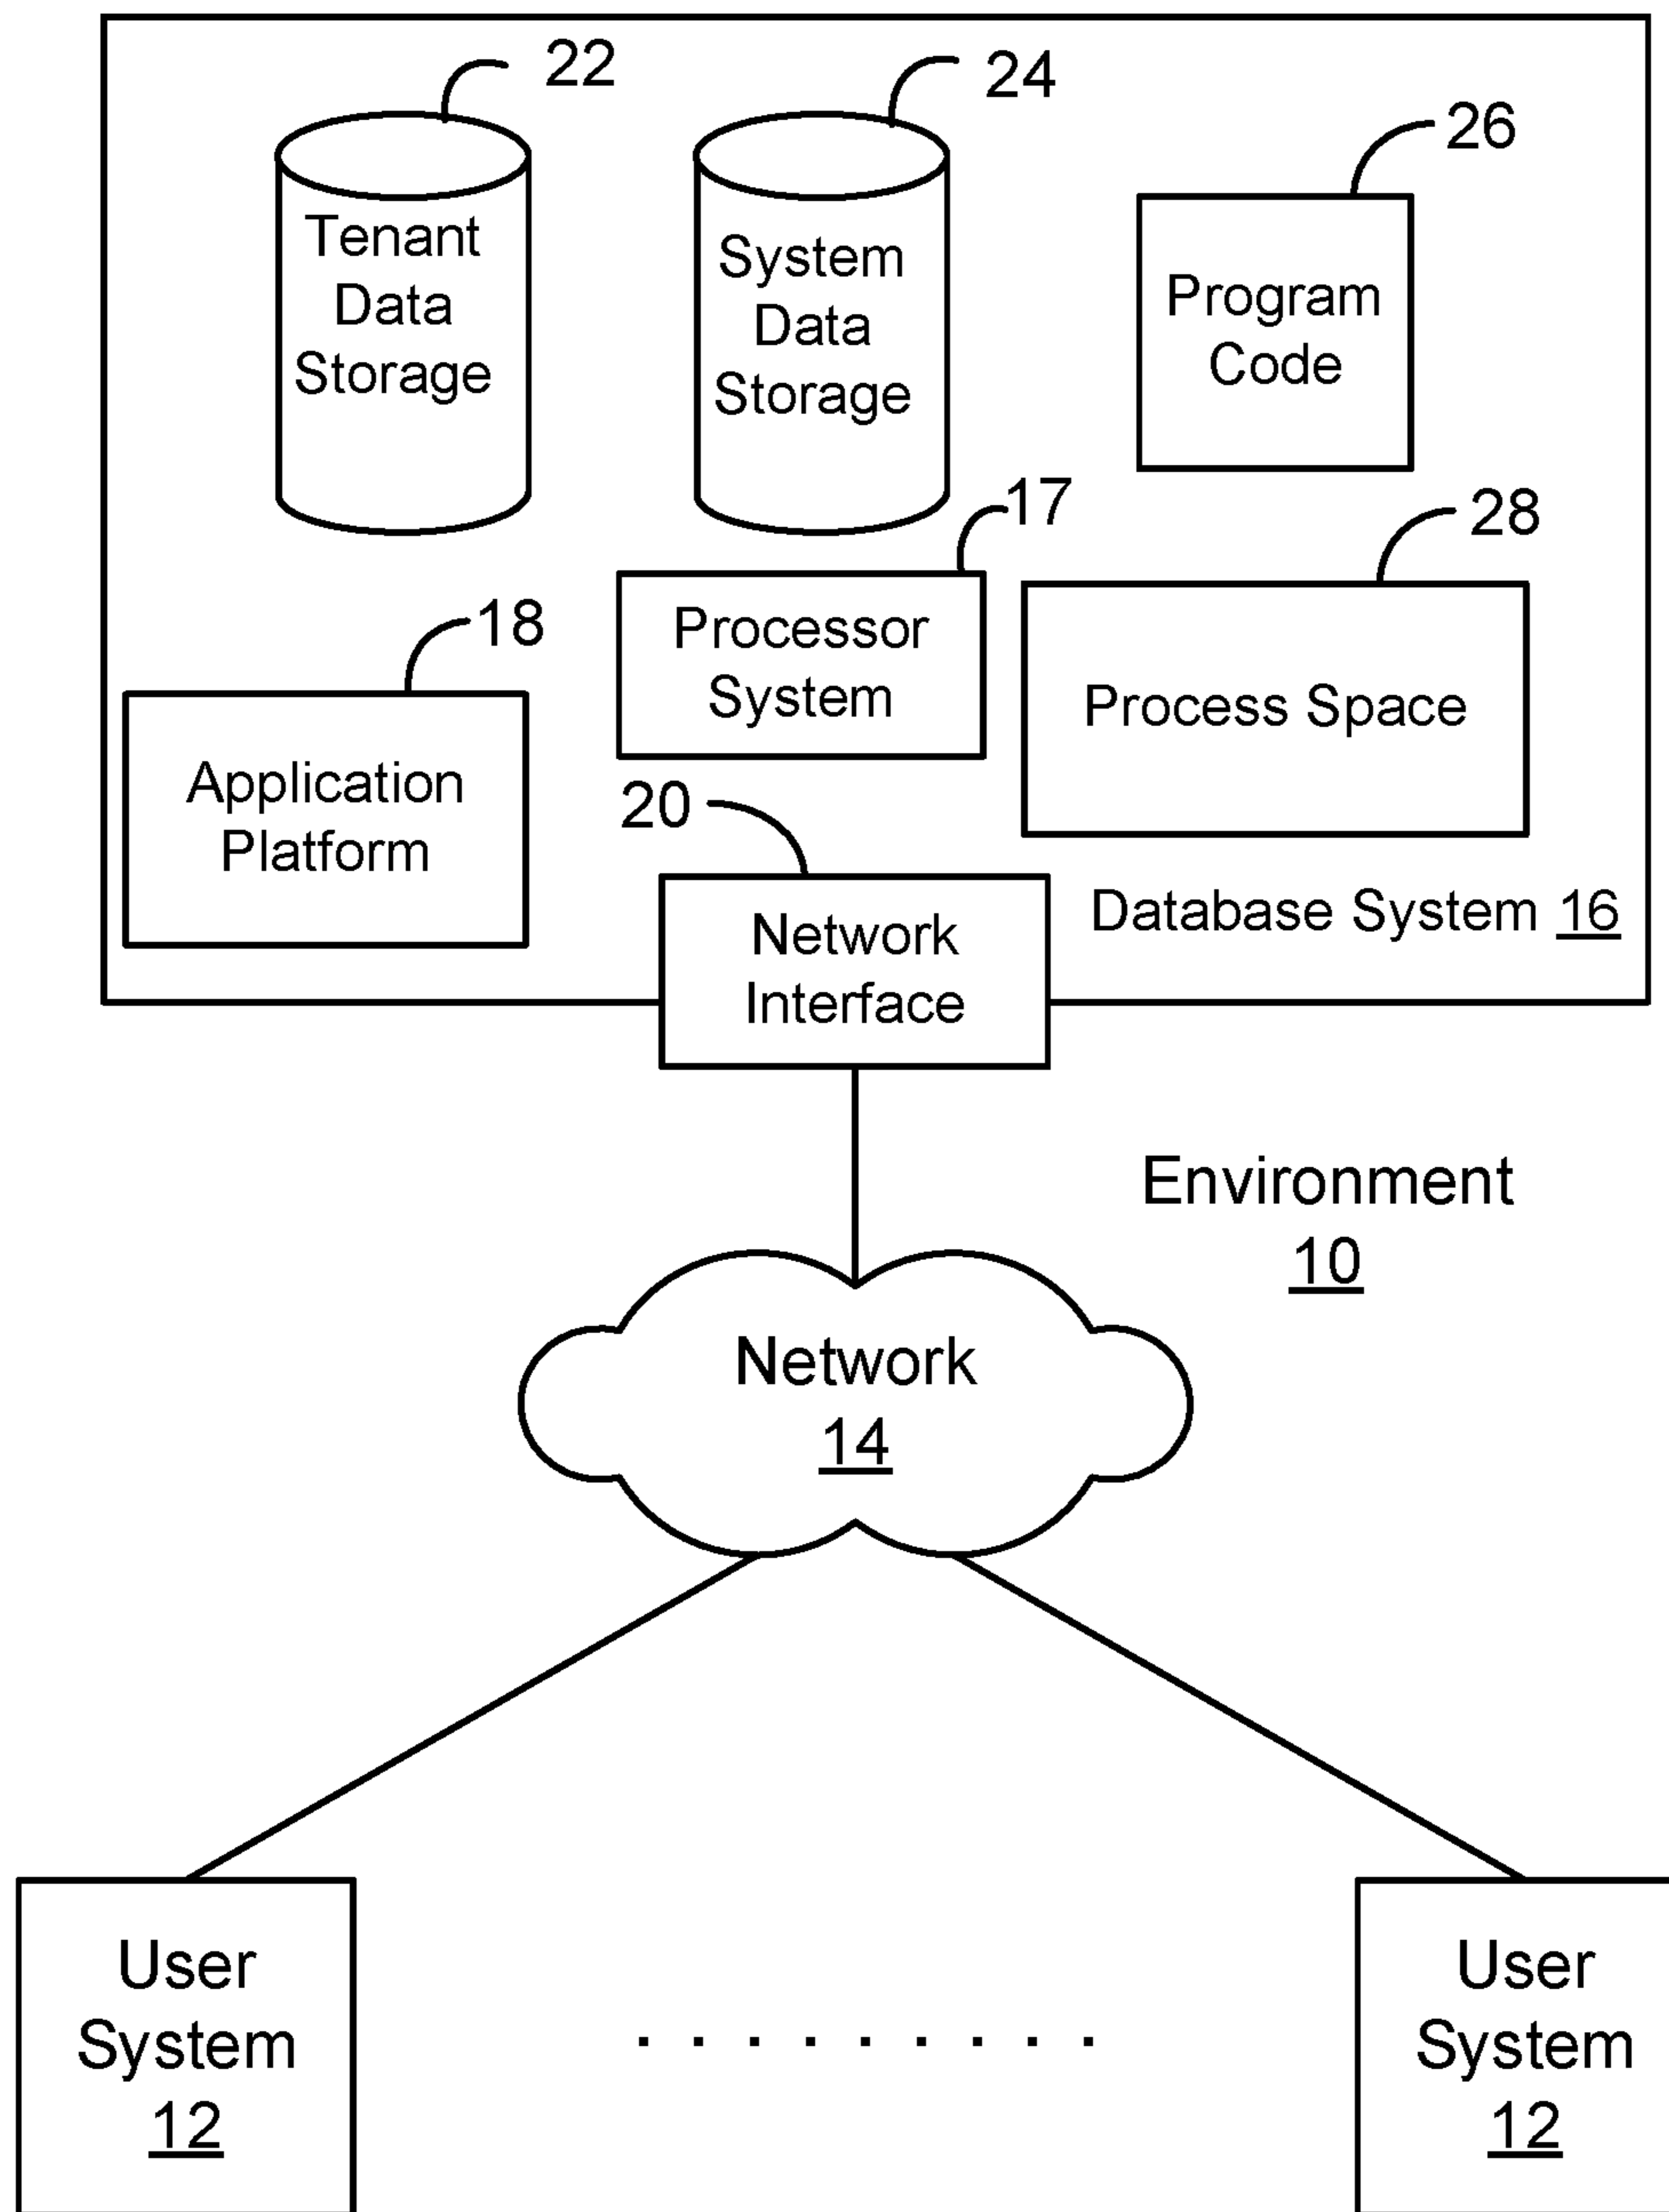 22
24
26
Tenant
Data
Storage
System
Data
Storage
Program
Code
17
28
18
Processor
System
Process Space
Application
Platform
20
Database System 16
Network
Interface
Environment
10
Network
14
User
System
12
User
System
12